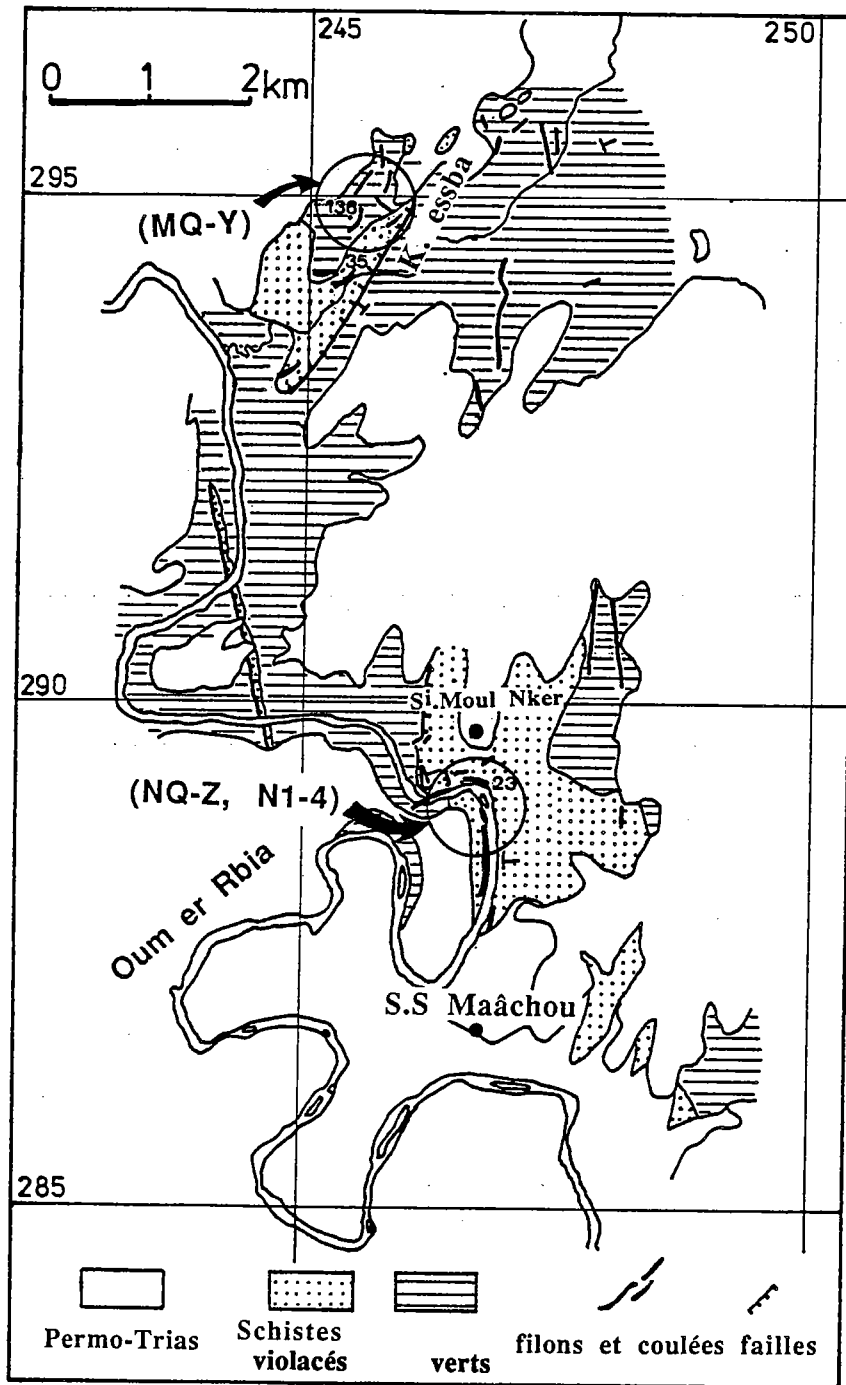 245
250
0 1 2km
295
(MQ-Y)
136
K. essba
35
290
Si.Moul Nker
(NQ-Z, N1-4)
23
Oum er Rbia
S.S Maâchou
285
Permo-Trias
Schistes
violacés
verts
filons et coulées
failles